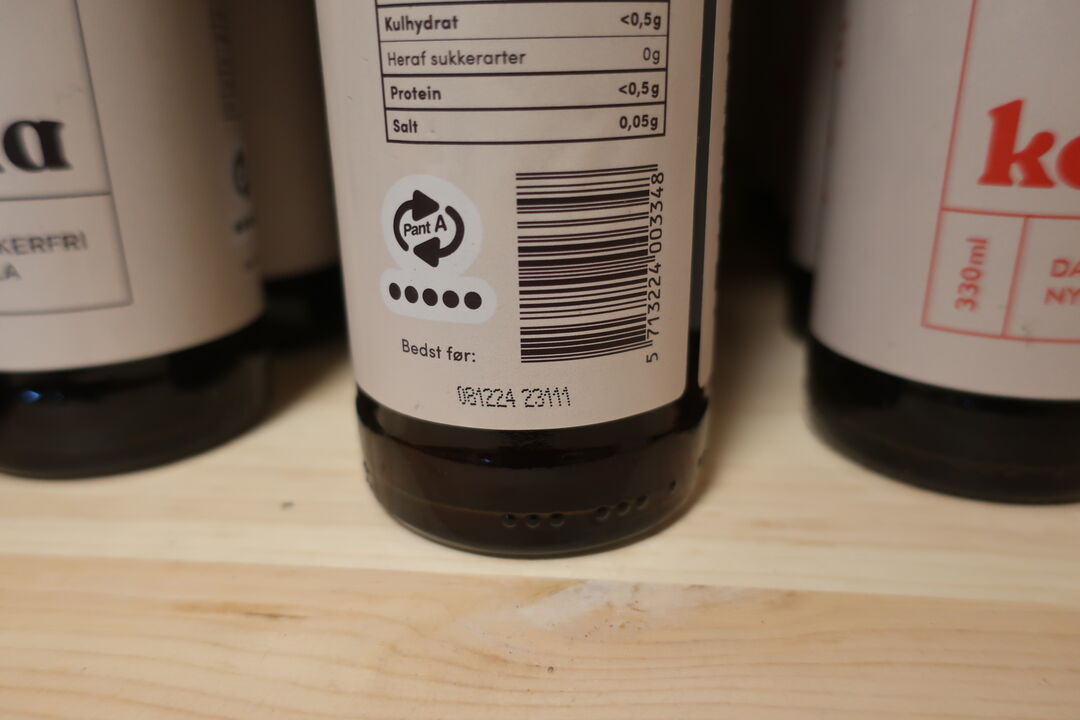 Kulhydrat <0,5g
Heraf sukkerarter 0g
Protein <0,5g
Salt 0,05g
Pant A
5 713224 003348
Bedst før:
081224 23111
KERFRI
330ml
DA
NY